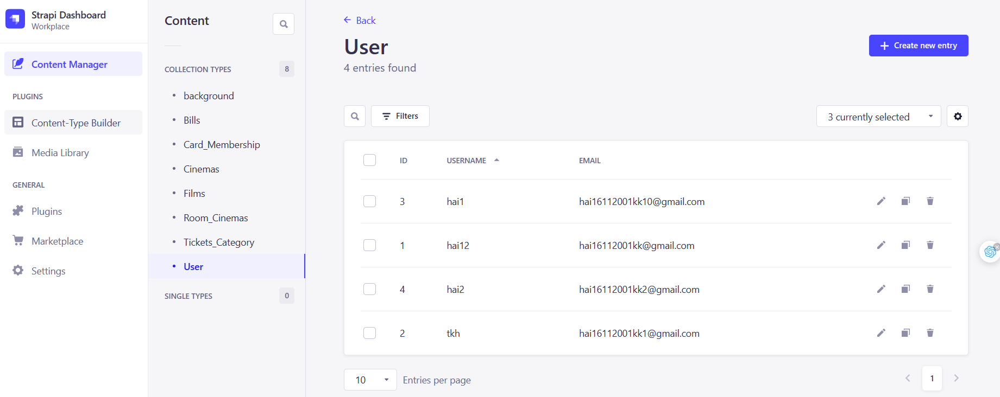 Strapi Dashboard
Workplace
Content Manager
PLUGINS
Content-Type Builder
Media Library
GENERAL
Plugins
Marketplace
Settings
Content
COLLECTION TYPES 8
background
Bills
Card_Membership
Cinemas
Films
Room_Cinemas
Tickets_Category
User
SINGLE TYPES 0
Back
User
4 entries found
Create new entry
Filters
3 currently selected
ID USERNAME EMAIL
3 hai1 hai16112001kk10@gmail.com
1 hai12 hai16112001kk@gmail.com
4 hai2 hai16112001kk2@gmail.com
2 tkh hai16112001kk1@gmail.com
10 Entries per page
1